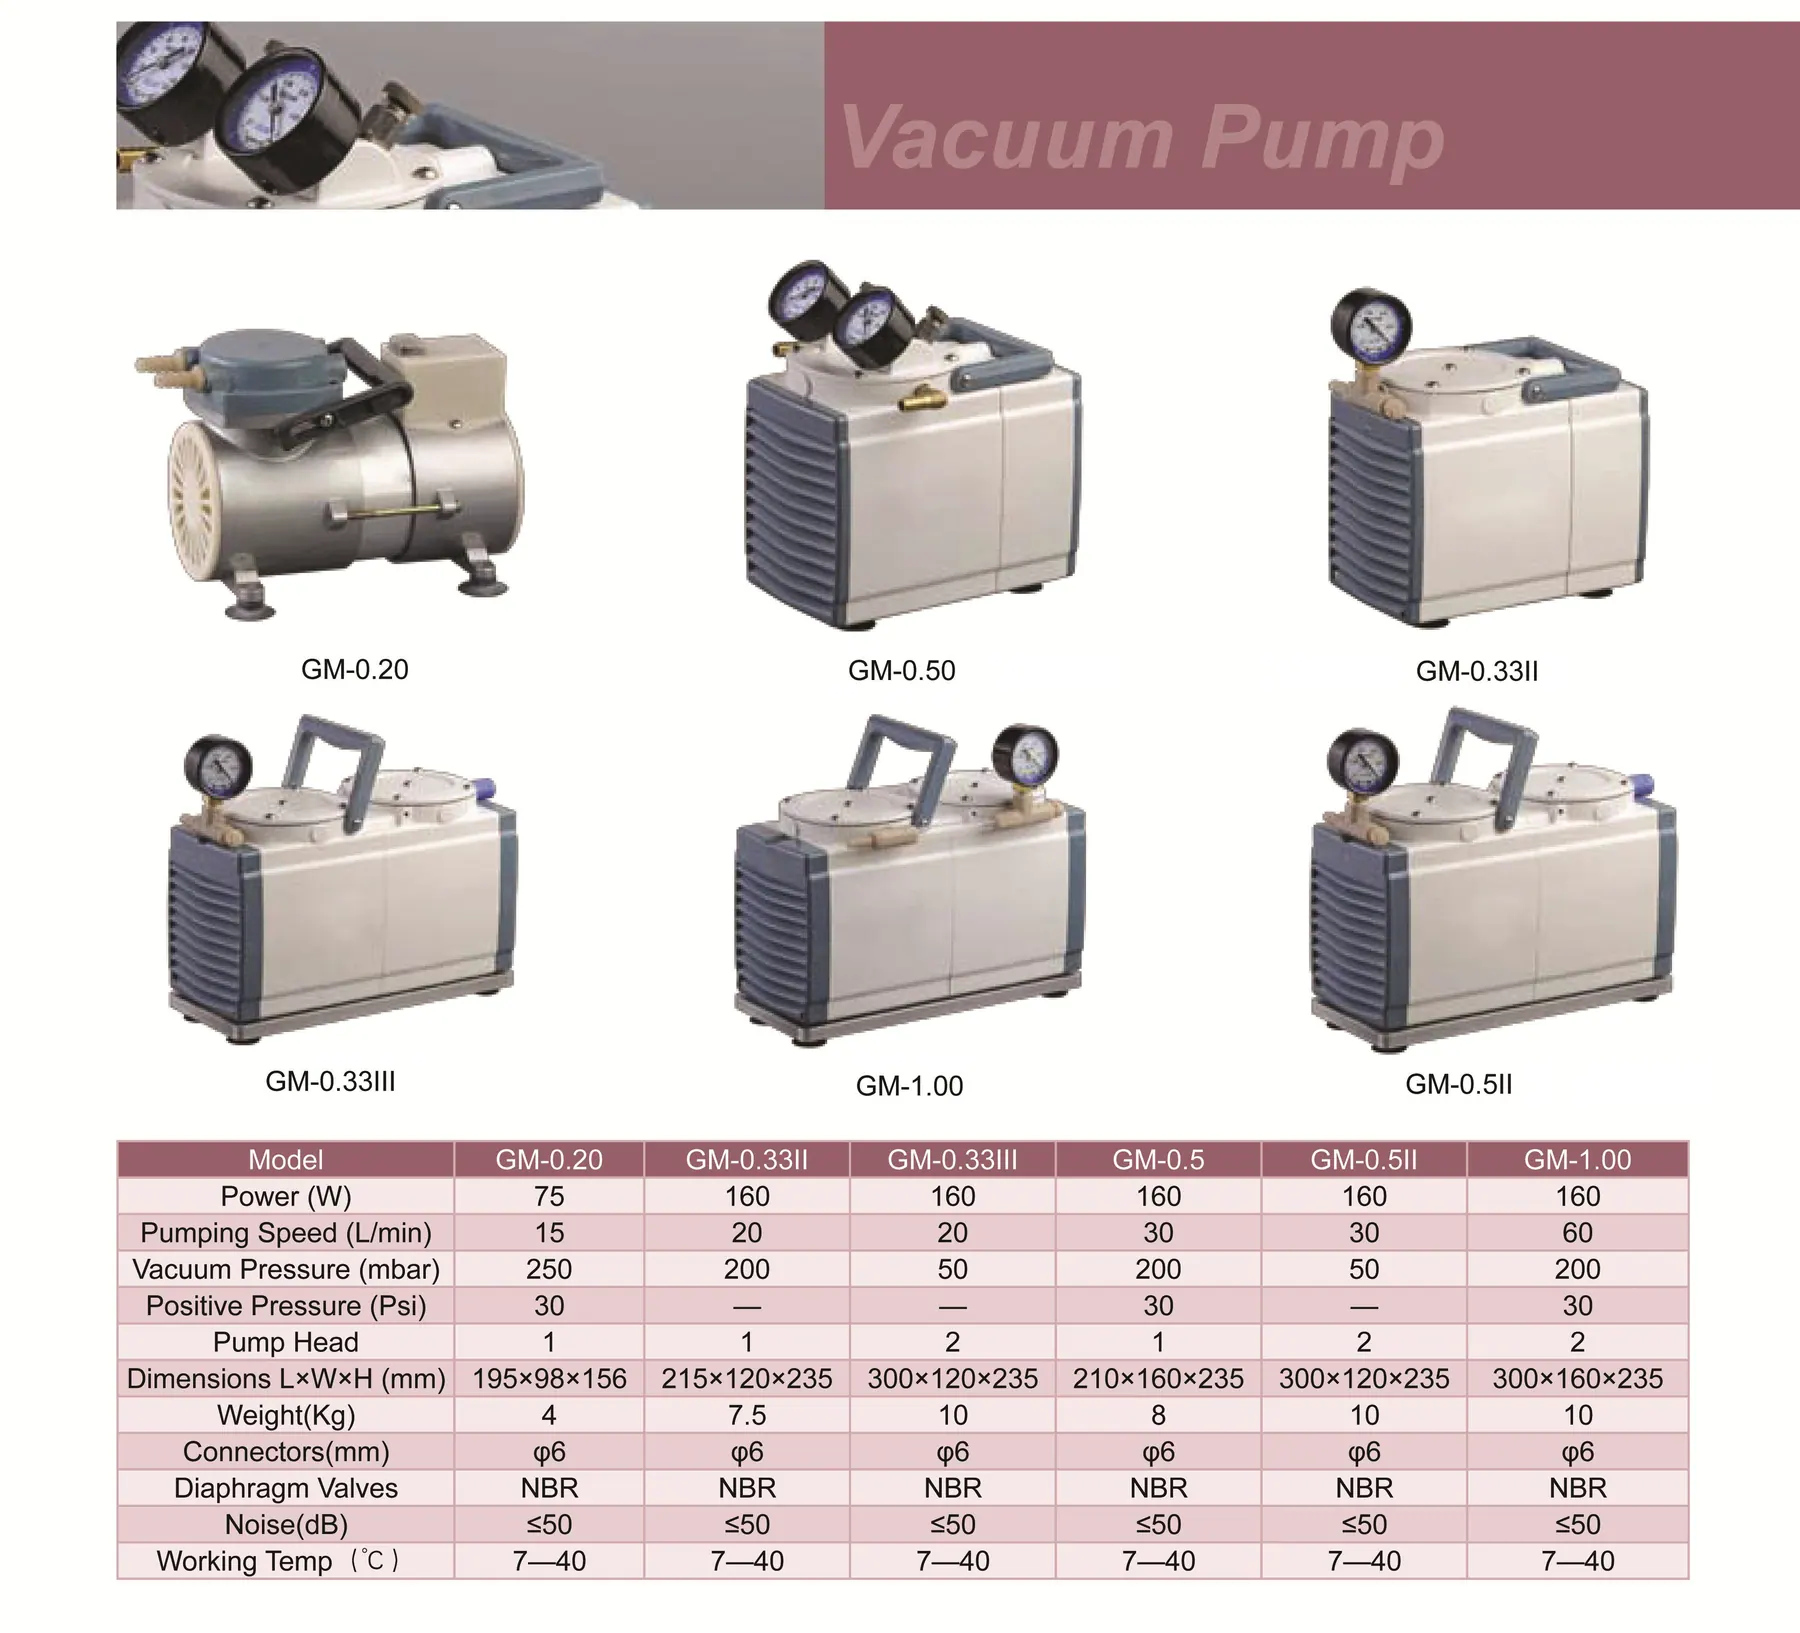 Vacuum Pump
GM-0.20
GM-0.50
GM-0.33II
GM-0.33III
GM-1.00
GM-0.5II
Model GM-0.20 GM-0.33II GM-0.33III GM-0.5 GM-0.5II GM-1.00
Power (W) 75 160 160 160 160 160
Pumping Speed (L/min) 15 20 20 30 30 60
Vacuum Pressure (mbar) 250 200 50 200 50 200
Positive Pressure (Psi) 30 — — 30 — 30
Pump Head 1 1 2 1 2 2
Dimensions L×W×H (mm) 195×98×156 215×120×235 300×120×235 210×160×235 300×120×235 300×160×235
Weight(Kg) 4 7.5 10 8 10 10
Connectors(mm) φ6 φ6 φ6 φ6 φ6 φ6
Diaphragm Valves NBR NBR NBR NBR NBR NBR
Noise(dB) ≤50 ≤50 ≤50 ≤50 ≤50 ≤50
Working Temp（℃） 7—40 7—40 7—40 7—40 7—40 7—40